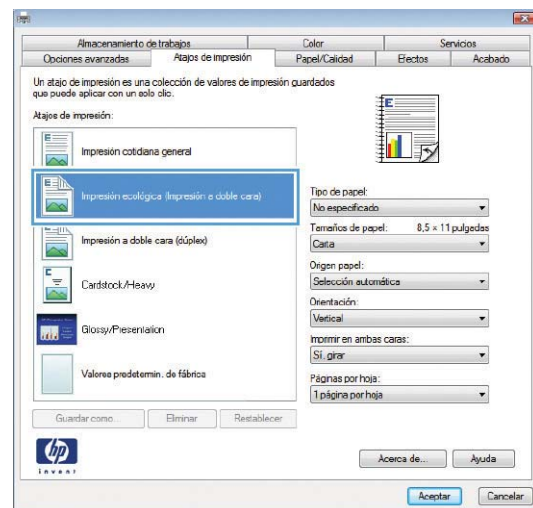 Almacenamiento de trabajos Color Servicios
Opciones avanzadas Atajos de impresión Papel/Calidad Efectos Acabado
Un atajo de impresión es una colección de valores de impresión guardados
que puede aplicar con un solo clic.
Atajos de impresión:
Impresión cotidiana general
Impresión ecológica (Impresión a doble cara)
Impresión a doble cara (dúplex)
Cardstock/Heavy
Glossy/Presentation
Valores predetermin. de fábrica
Tipo de papel:
No especificado
Tamaños de papel: 8,5 × 11 pulgadas
Carta
Origen papel:
Selección automática
Orientación:
Vertical
Imprimir en ambas caras:
Sí, girar
Páginas por hoja:
1 página por hoja
Guardar como... Eliminar Restablecer
hp
invent
Acerca de... Ayuda
Aceptar Cancelar